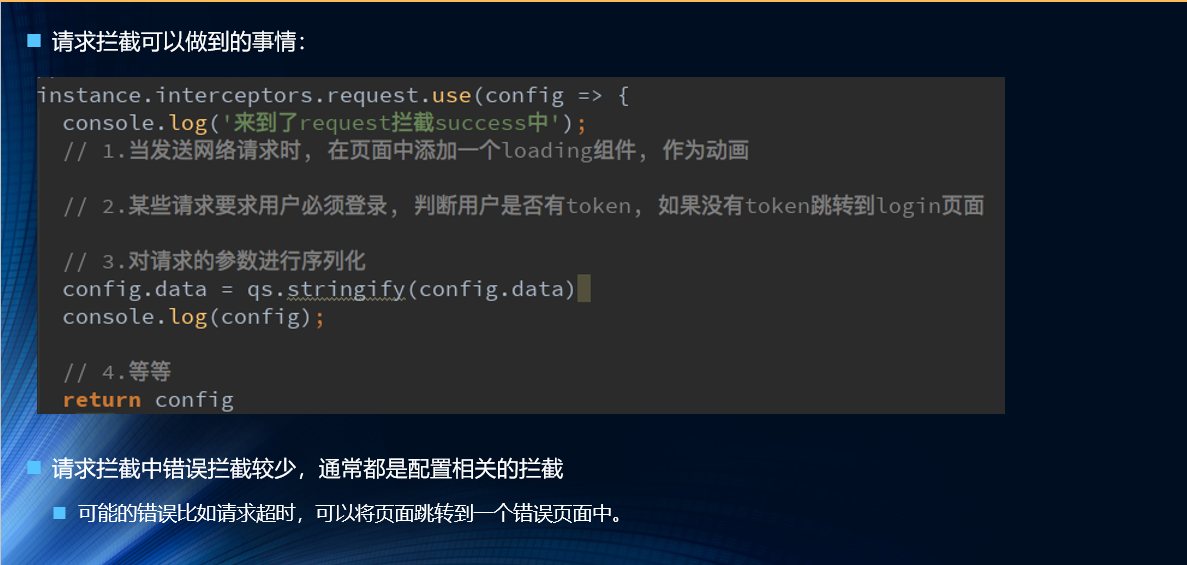 请求拦截可以做到的事情：
instance.interceptors.request.use(config => {
console.log('来到了request拦截success中');
// 1.当发送网络请求时, 在页面中添加一个loading组件, 作为动画
// 2.某些请求要求用户必须登录, 判断用户是否有token, 如果没有token跳转到login页面
// 3.对请求的参数进行序列化
config.data = qs.stringify(config.data)
console.log(config);
// 4.等等
return config
请求拦截中错误拦截较少，通常都是配置相关的拦截
可能的错误比如请求超时，可以将页面跳转到一个错误页面中。